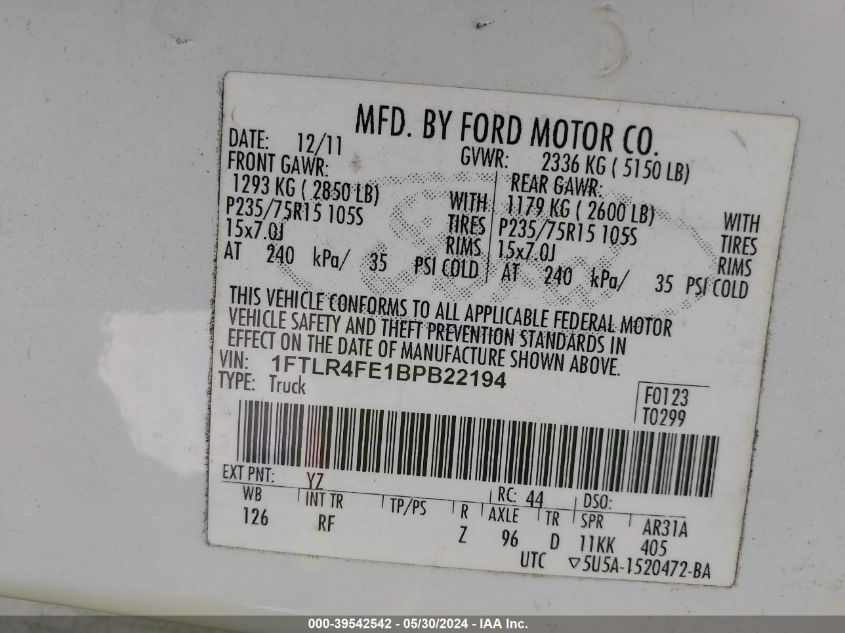 MFD. BY FORD MOTOR CO.
DATE: 12/11 GVWR: 2336 KG ( 5150 LB)
FRONT GAWR: REAR GAWR:
1293 KG ( 2850 LB) WITH 1179 KG ( 2600 LB) WITH
P235/75R15 105S TIRES P235/75R15 105S TIRES
15x7.0J RIMS 15x7.0J RIMS
AT 240 kPa/ 35 PSI COLD AT 240 kPa/ 35 PSI COLD
THIS VEHICLE CONFORMS TO ALL APPLICABLE FEDERAL MOTOR
VEHICLE SAFETY AND THEFT PREVENTION STANDARDS IN
EFFECT ON THE DATE OF MANUFACTURE SHOWN ABOVE.
VIN: 1FTLR4FE1BPB22194
TYPE: Truck
F0123
T0299
EXT PNT: YZ RC: 44 DSO:
WB INT TR TP/PS R AXLE TR SPR AR31A
126 RF Z 96 D 11KK 405
UTC ▽5U5A-1520472-BA
000-39542542 - 05/30/2024 - IAA Inc.